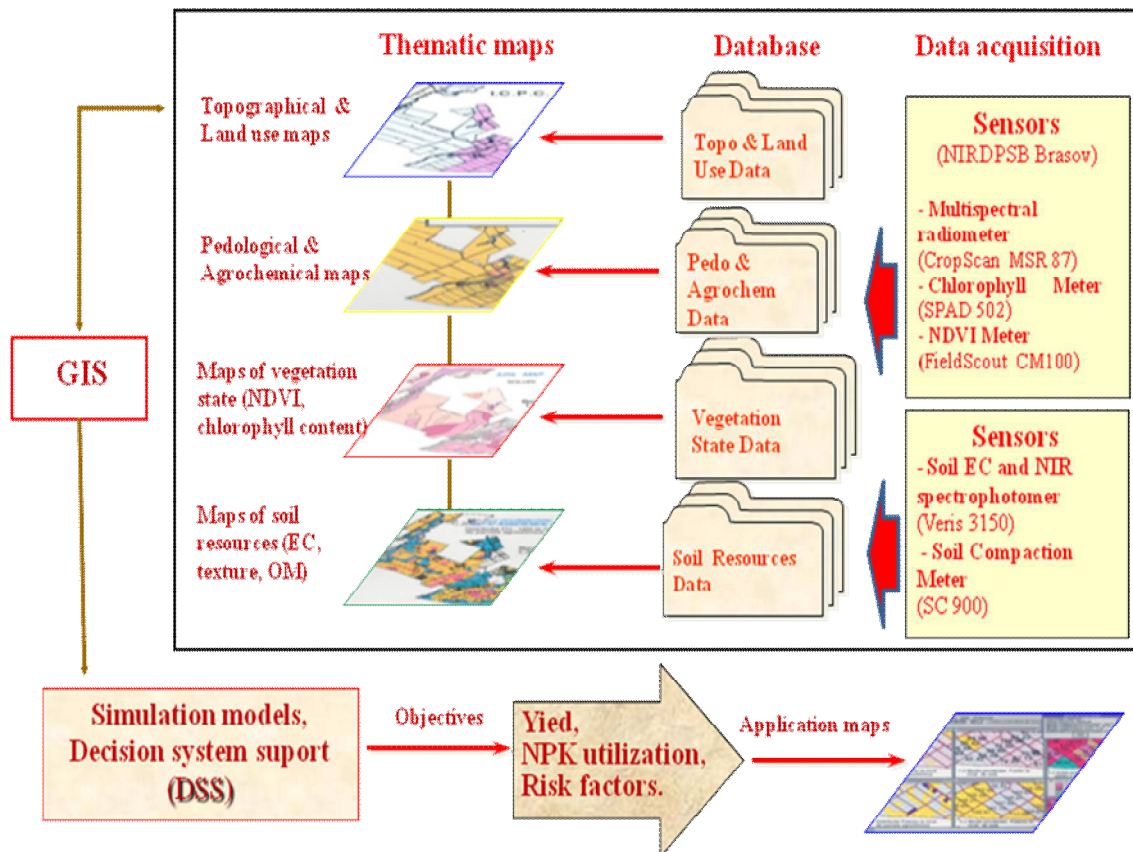 Thematic maps
Database
Data acquisition
Topographical &
Land use maps
I.C.P.C.
Topo & Land
Use Data
Sensors
(NIRDPSB Brasov)
- Multispectral
radiometer
(CropScan MSR 87)
- Chlorophyll Meter
(SPAD 502)
- NDVI Meter
(FieldScout CM100)
Pedological &
Agrochemical maps
Pedo &
Agrochem
Data
GIS
Maps of vegetation
state (NDVI,
chlorophyll content)
Vegetation
State Data
Sensors
- Soil EC and NIR
spectrophotomer
(Veris 3150)
- Soil Compaction
Meter
(SC 900)
Maps of soil
resources (EC,
texture, OM)
Soil Resources
Data
Simulation models,
Decision system suport
(DSS)
Objectives
Yied,
NPK utilization,
Risk factors.
Application maps